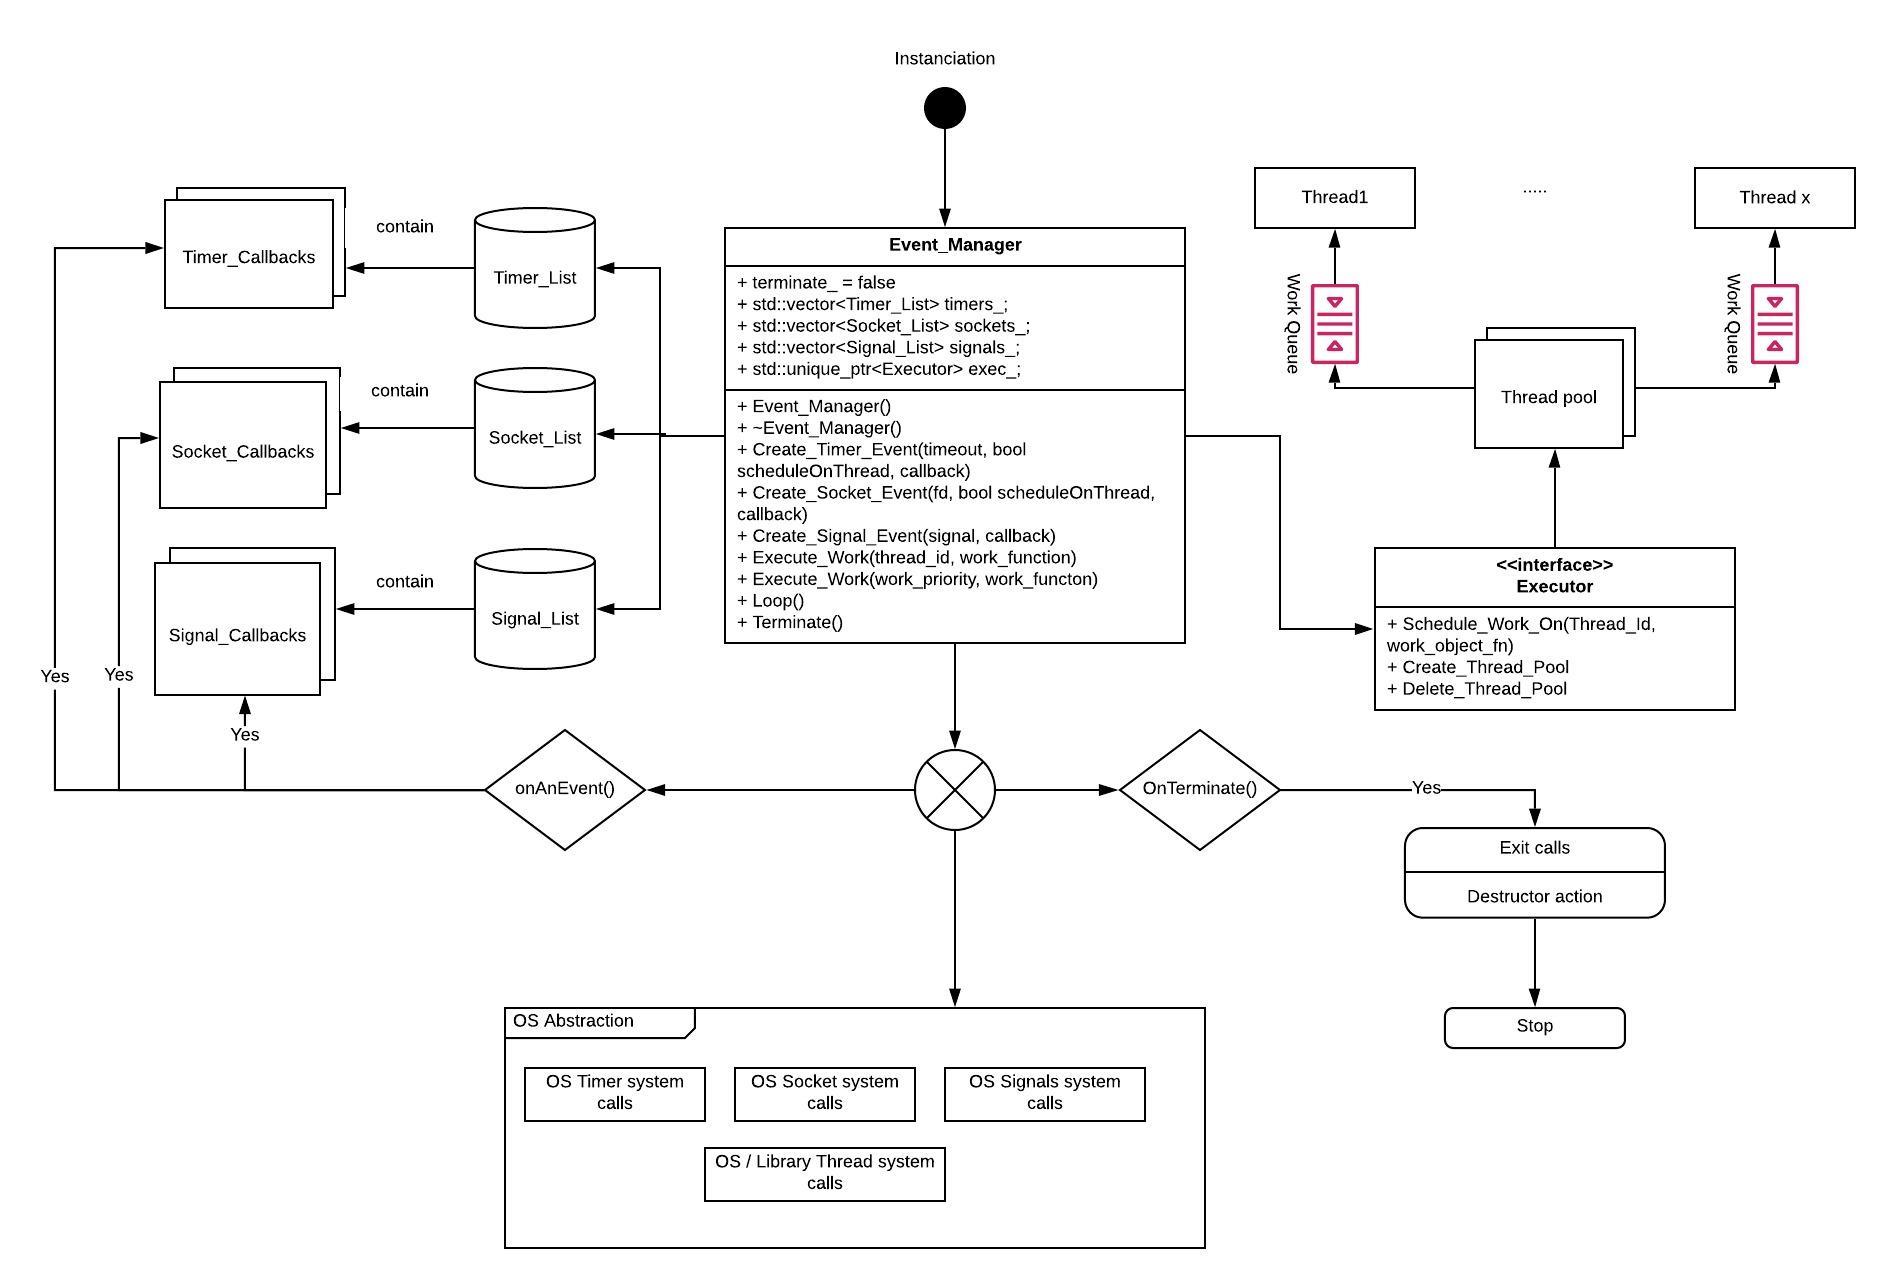 Instanciation
Timer_Callbacks
contain
Timer_List
Socket_Callbacks
contain
Socket_List
Signal_Callbacks
contain
Signal_List
Event_Manager
+ terminate_ = false
+ std::vector<Timer_List> timers_;
+ std::vector<Socket_List> sockets_;
+ std::vector<Signal_List> signals_;
+ std::unique_ptr<Executor> exec_;
+ Event_Manager()
+ ~Event_Manager()
+ Create_Timer_Event(timeout, bool
scheduleOnThread, callback)
+ Create_Socket_Event(fd, bool scheduleOnThread,
callback)
+ Create_Signal_Event(signal, callback)
+ Execute_Work(thread_id, work_function)
+ Execute_Work(work_priority, work_functon)
+ Loop()
+ Terminate()
Thread1
.....
Thread x
Work Queue
Work Queue
Thread pool
<<interface>>
Executor
+ Schedule_Work_On(Thread_Id,
work_object_fn)
+ Create_Thread_Pool
+ Delete_Thread_Pool
Yes
Yes
Yes
onAnEvent()
OnTerminate()
Yes
Exit calls
Destructor action
Stop
OS Abstraction
OS Timer system
calls
OS Socket system
calls
OS Signals system
calls
OS / Library Thread system
calls